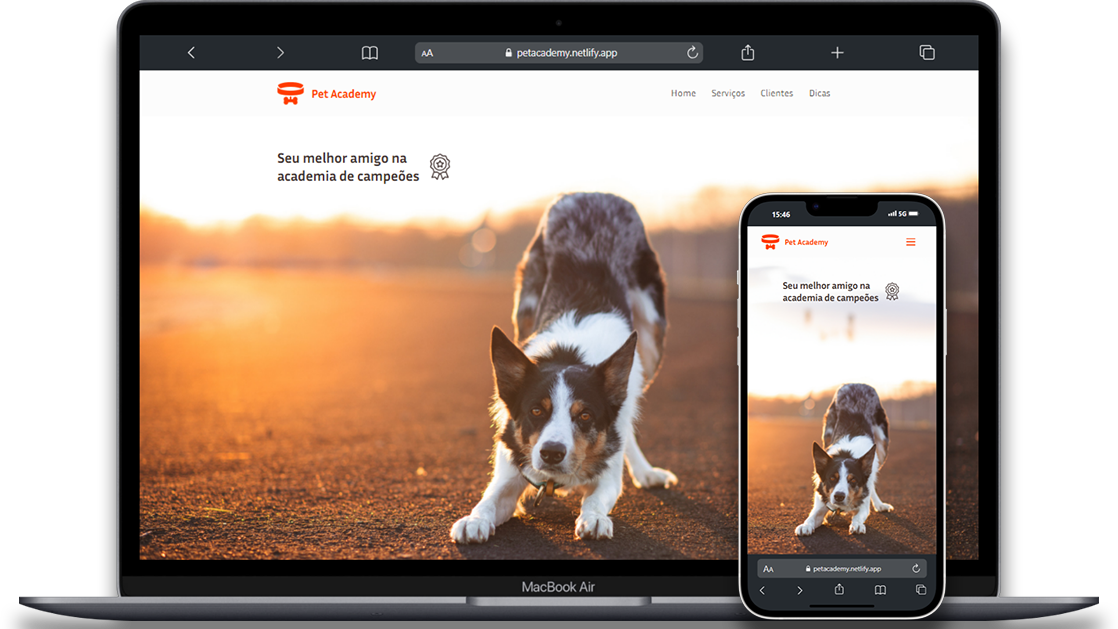 AA petacademy.netlify.app
Pet Academy
Home Serviços Clientes Dicas
Seu melhor amigo na
academia de campeões
MacBook Air
15:46 5G
Pet Academy
Seu melhor amigo na
academia de campeões
AA petacademy.netlify.app